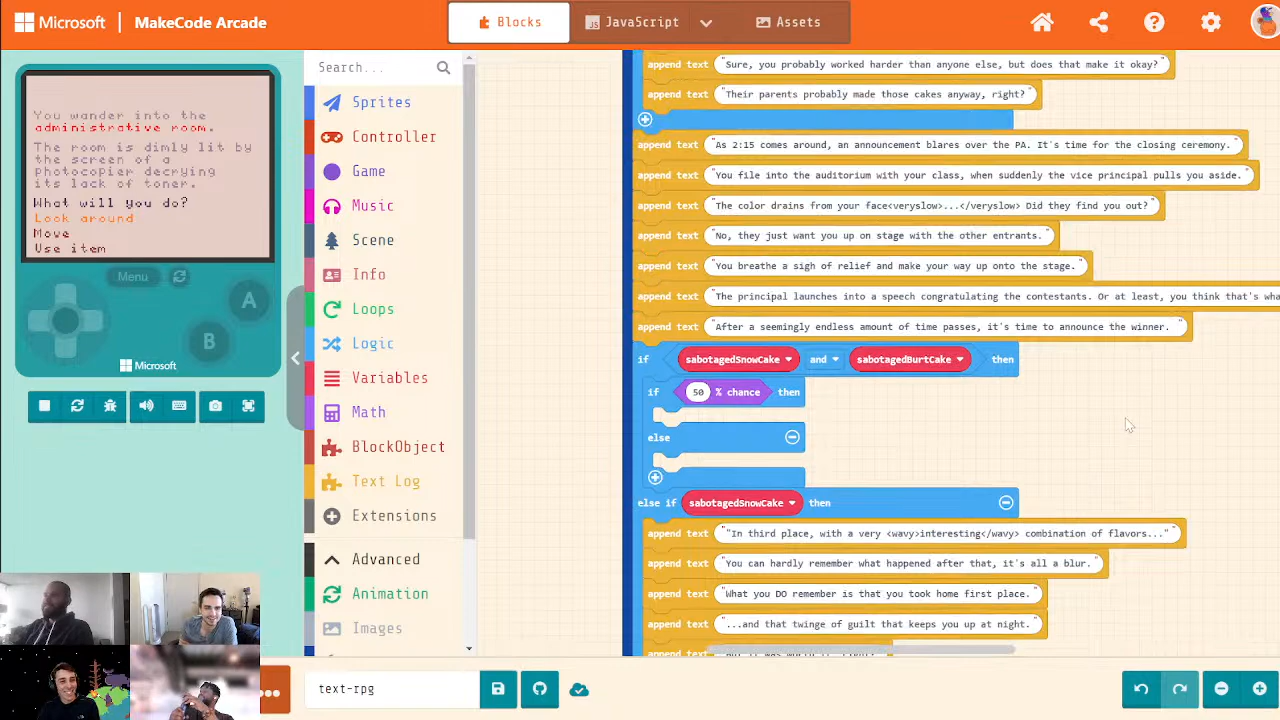 Microsoft
MakeCode Arcade
Blocks
JavaScript
Assets
You wander into the
administrative room.
The room is dimly lit by
the screen of a
photocopier decrying
its lack of toner.
What will you do?
Look around
Move
Use item
Menu
A
B
Microsoft
Search...
Sprites
Controller
Game
Music
Scene
Info
Loops
Logic
Variables
Math
BlockObject
Text Log
Extensions
Advanced
Animation
Images
append text "Sure, you probably worked harder than anyone else, but does that make it okay?"
append text "Their parents probably made those cakes anyway, right?"
append text "As 2:15 comes around, an announcement blares over the PA. It's time for the closing ceremony."
append text "You file into the auditorium with your class, when suddenly the vice principal pulls you aside."
append text "The color drains from your face<veryslow>...</veryslow> Did they find you out?"
append text "No, they just want you up on stage with the other entrants."
append text "You breathe a sigh of relief and make your way up onto the stage."
append text "The principal launches into a speech congratulating the contestants. Or at least, you think that's wha
append text "After a seemingly endless amount of time passes, it's time to announce the winner. "
if sabotagedSnowCake and sabotagedBurtCake then
if 50 % chance then
else
else if sabotagedSnowCake then
append text ""In third place, with a very <wavy>interesting</wavy> combination of flavors...""
append text "You can hardly remember what happened after that, it's all a blur."
append text "What you DO remember is that you took home first place."
append text "...and that twinge of guilt that keeps you up at night."
text-rpg